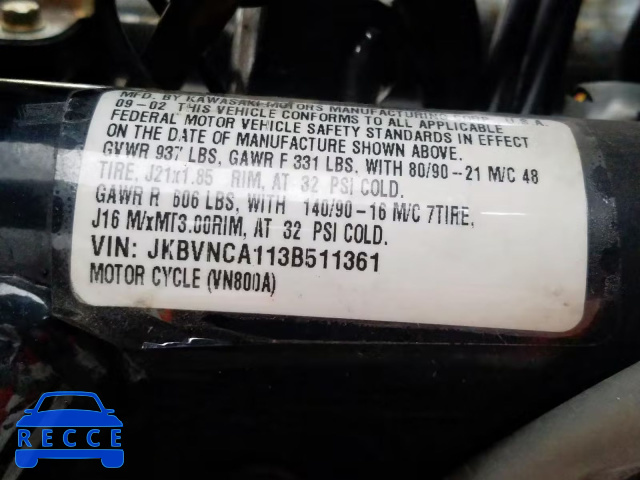 MFD. BY KAWASAKI MOTORS MANUFACTURING U.S.A.
09-02 THIS VEHICLE CONFORMS TO ALL APPLICABLE
FEDERAL MOTOR VEHICLE SAFETY STANDARDS IN EFFECT
ON THE DATE OF MANUFACTURE SHOWN ABOVE.
GVWR 937 LBS, GAWR F 331 LBS, WITH 80/90-21 M/C 48
TIRE, J21x1.85 RIM, AT 32 PSI COLD.
GAWR R 606 LBS, WITH 140/90-16 M/C 7TIRE,
J16 M/xMT3.00RIM, AT 32 PSI COLD.
VIN: JKBVNCA113B511361
MOTOR CYCLE (VN800A)
RECCE